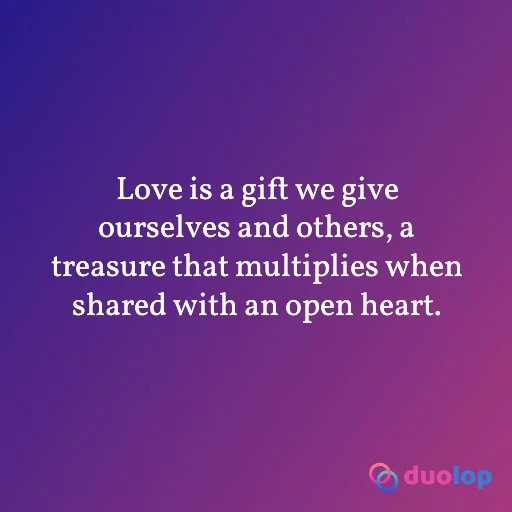 Love is a gift we give
ourselves and others, a
treasure that multiplies when
shared with an open heart.
duolop